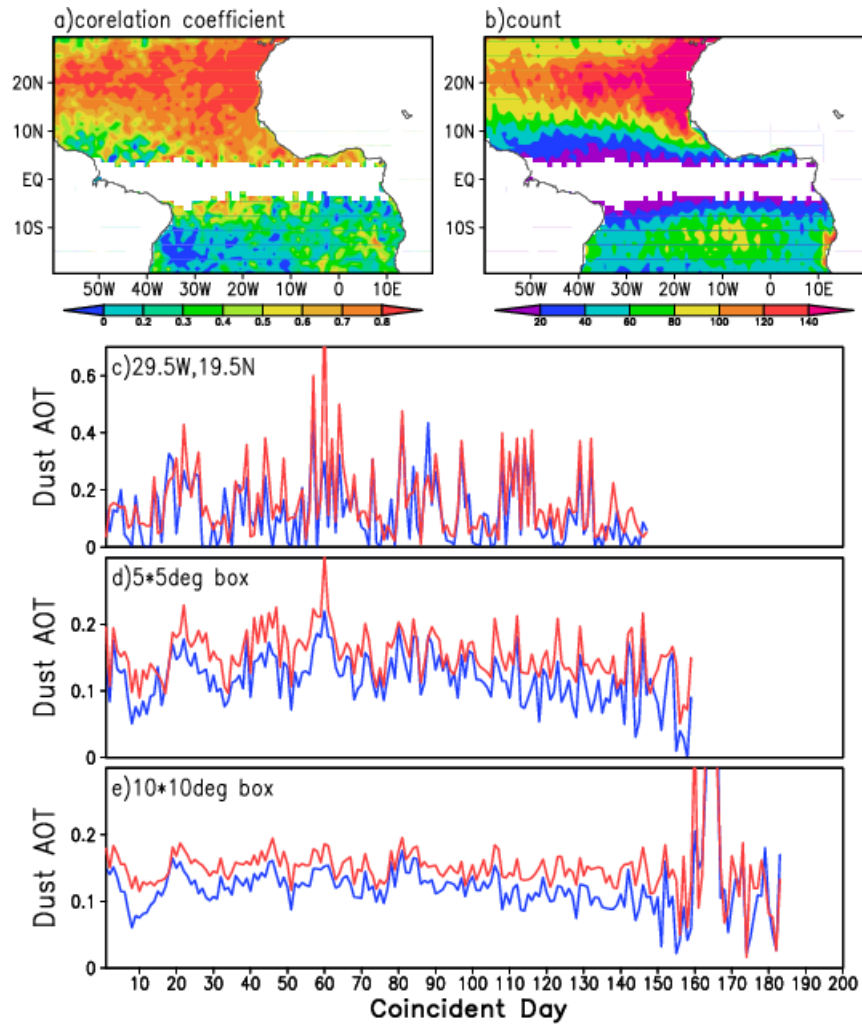 a)corelation coefficient
b)count
20N
10N
EQ
10S
50W 40W 30W 20W 10W 0 10E
0 0.2 0.3 0.4 0.5 0.6 0.7 0.8
20N
10N
EQ
10S
50W 40W 30W 20W 10W 0 10E
20 40 60 80 100 120 140
c)29.5W,19.5N
Dust AOT
0.6
0.4
0.2
0
d)5*5deg box
Dust AOT
0.2
0.1
0
e)10*10deg box
Dust AOT
0.2
0.1
0
10 20 30 40 50 60 70 80 90 100 110 120 130 140 150 160 170 180 190 200
Coincident Day